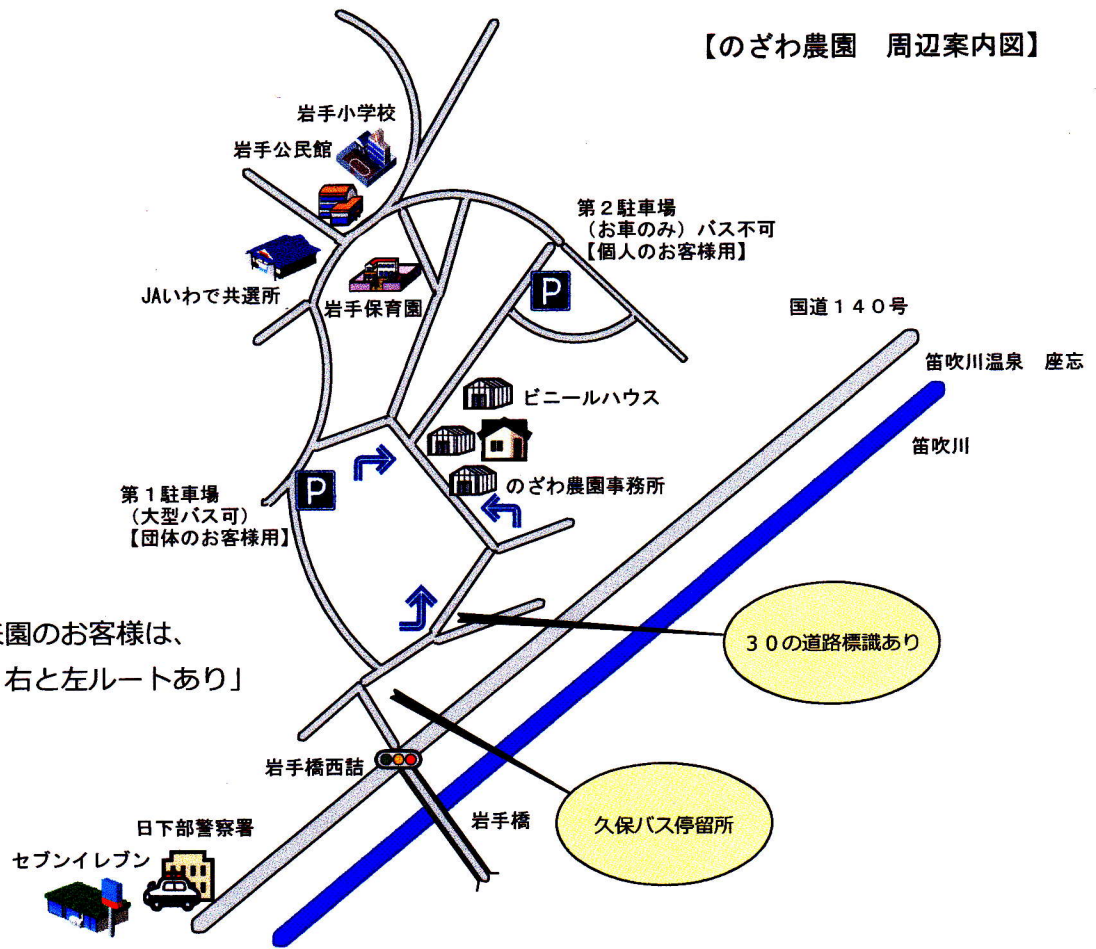 【のざわ農園　周辺案内図】
岩手小学校
岩手公民館
第２駐車場
（お車のみ）バス不可
【個人のお客様用】
P
JAいわで共選所
岩手保育園
国道１４０号
笛吹川温泉　座忘
ビニールハウス
笛吹川
のざわ農園事務所
P
第１駐車場
（大型バス可）
【団体のお客様用】
園のお客様は、
右と左ルートあり」
３０の道路標識あり
岩手橋西詰
岩手橋
久保バス停留所
日下部警察署
セブンイレブン